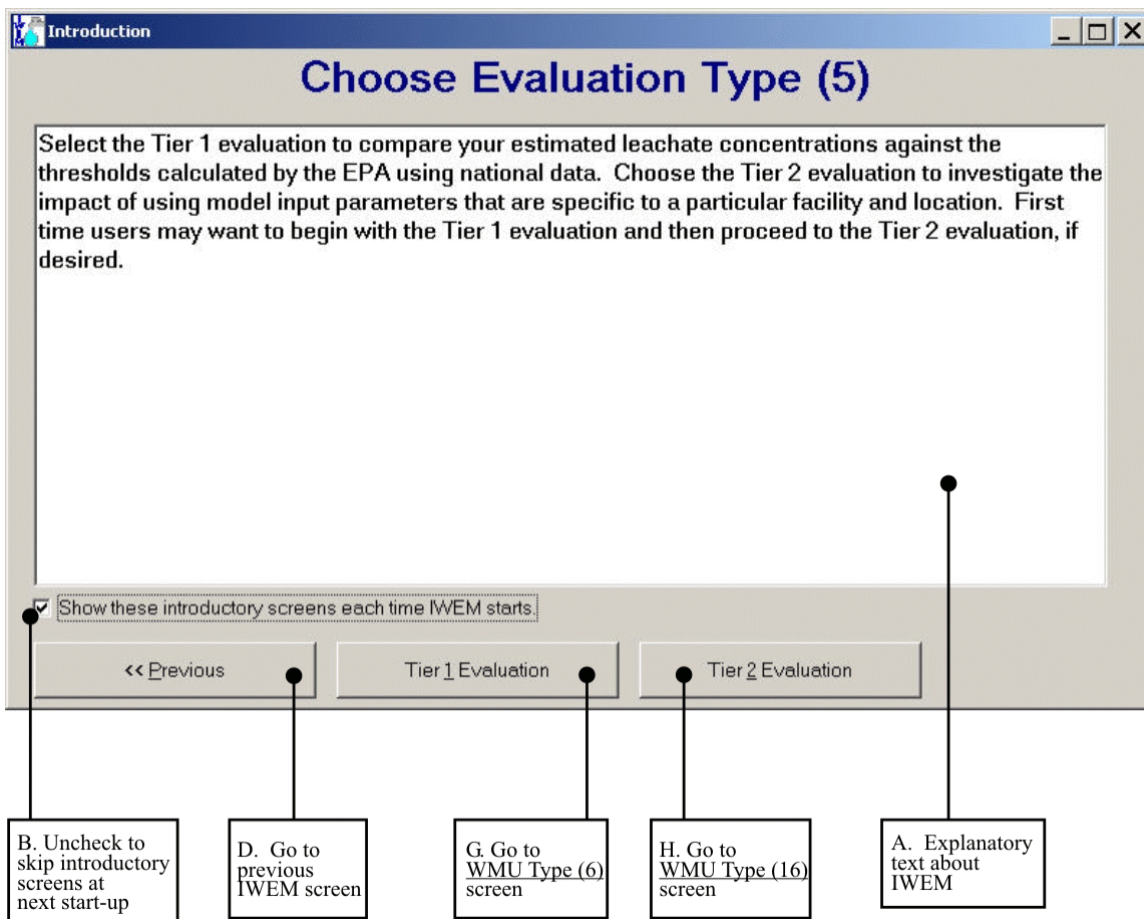 Introduction
Choose Evaluation Type (5)
Select the Tier 1 evaluation to compare your estimated leachate concentrations against the
thresholds calculated by the EPA using national data.  Choose the Tier 2 evaluation to investigate the
impact of using model input parameters that are specific to a particular facility and location.  First
time users may want to begin with the Tier 1 evaluation and then proceed to the Tier 2 evaluation, if
desired.
Show these introductory screens each time IWEM starts.
<< Previous
Tier 1 Evaluation
Tier 2 Evaluation
B. Uncheck to
skip introductory
screens at
next start-up
D.  Go to
previous
IWEM screen
G. Go to
WMU Type (6)
screen
H. Go to
WMU Type (16)
screen
A.  Explanatory
text about
IWEM